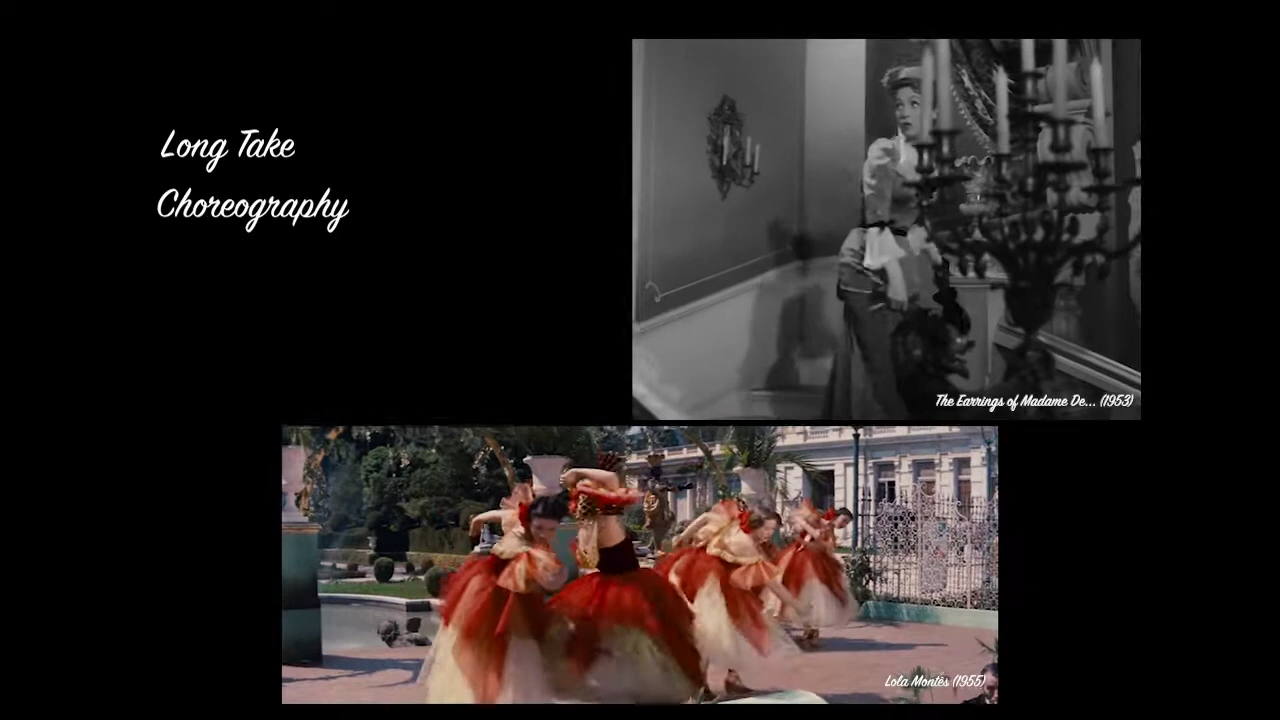 Long Take
Choreography
The Earrings of Madame De... (1953)
Lola Montès (1955)